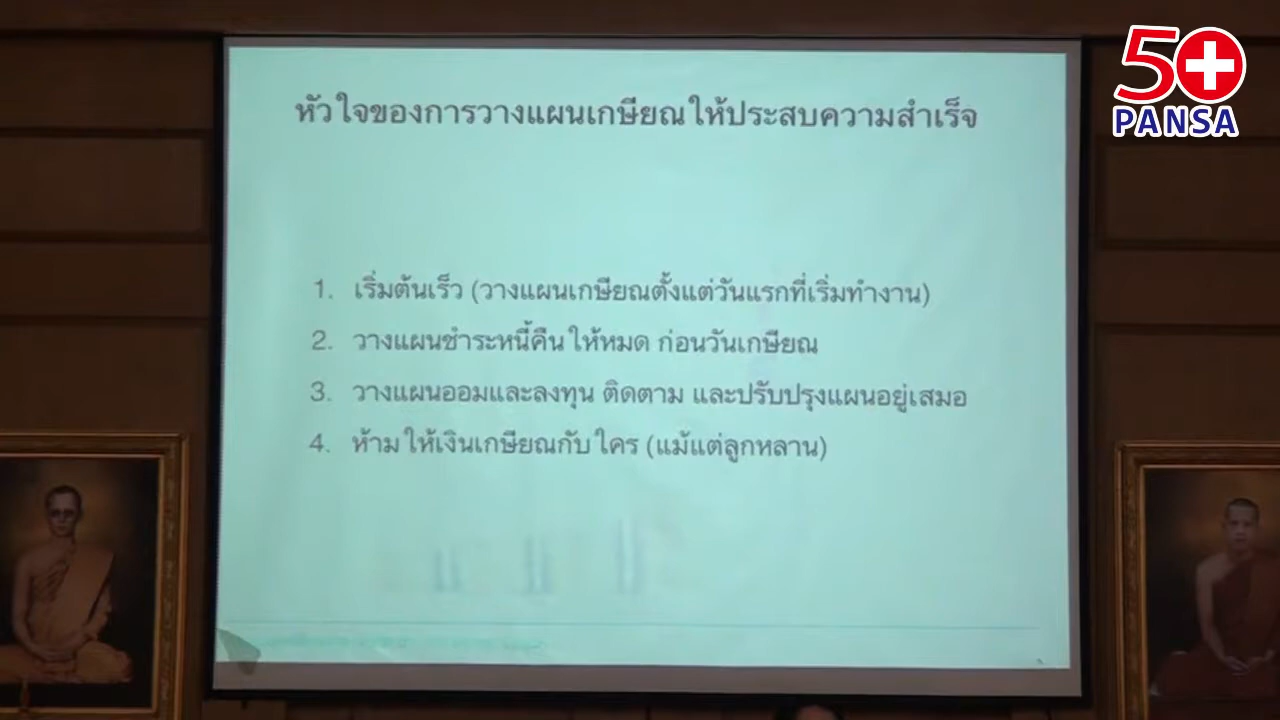 5+
PANSA
หัวใจของการวางแผนเกษียณให้ประสบความสำเร็จ
1. เริ่มต้นเร็ว (วางแผนเกษียณตั้งแต่วันแรกที่เริ่มทำงาน)
2. วางแผนชำระหนี้คืนให้หมด ก่อนวันเกษียณ
3. วางแผนออมและลงทุน ติดตาม และปรับปรุงแผนอยู่เสมอ
4. ห้ามให้เงินเกษียณกับใคร (แม้แต่ลูกหลาน)